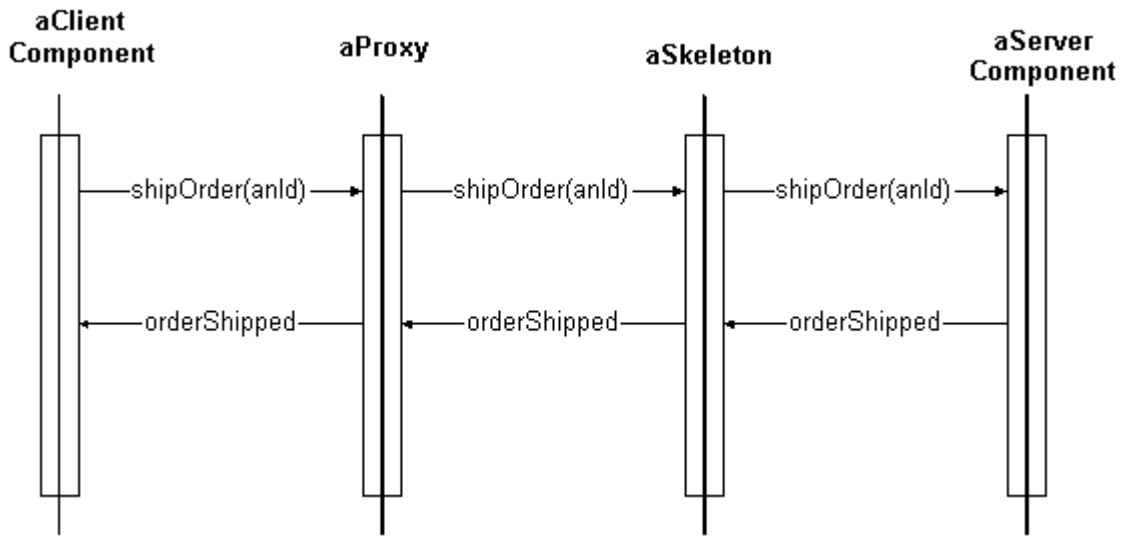 aClient
Component
aProxy
aSkeleton
aServer
Component
shipOrder(anId)
shipOrder(anId)
shipOrder(anId)
orderShipped
orderShipped
orderShipped